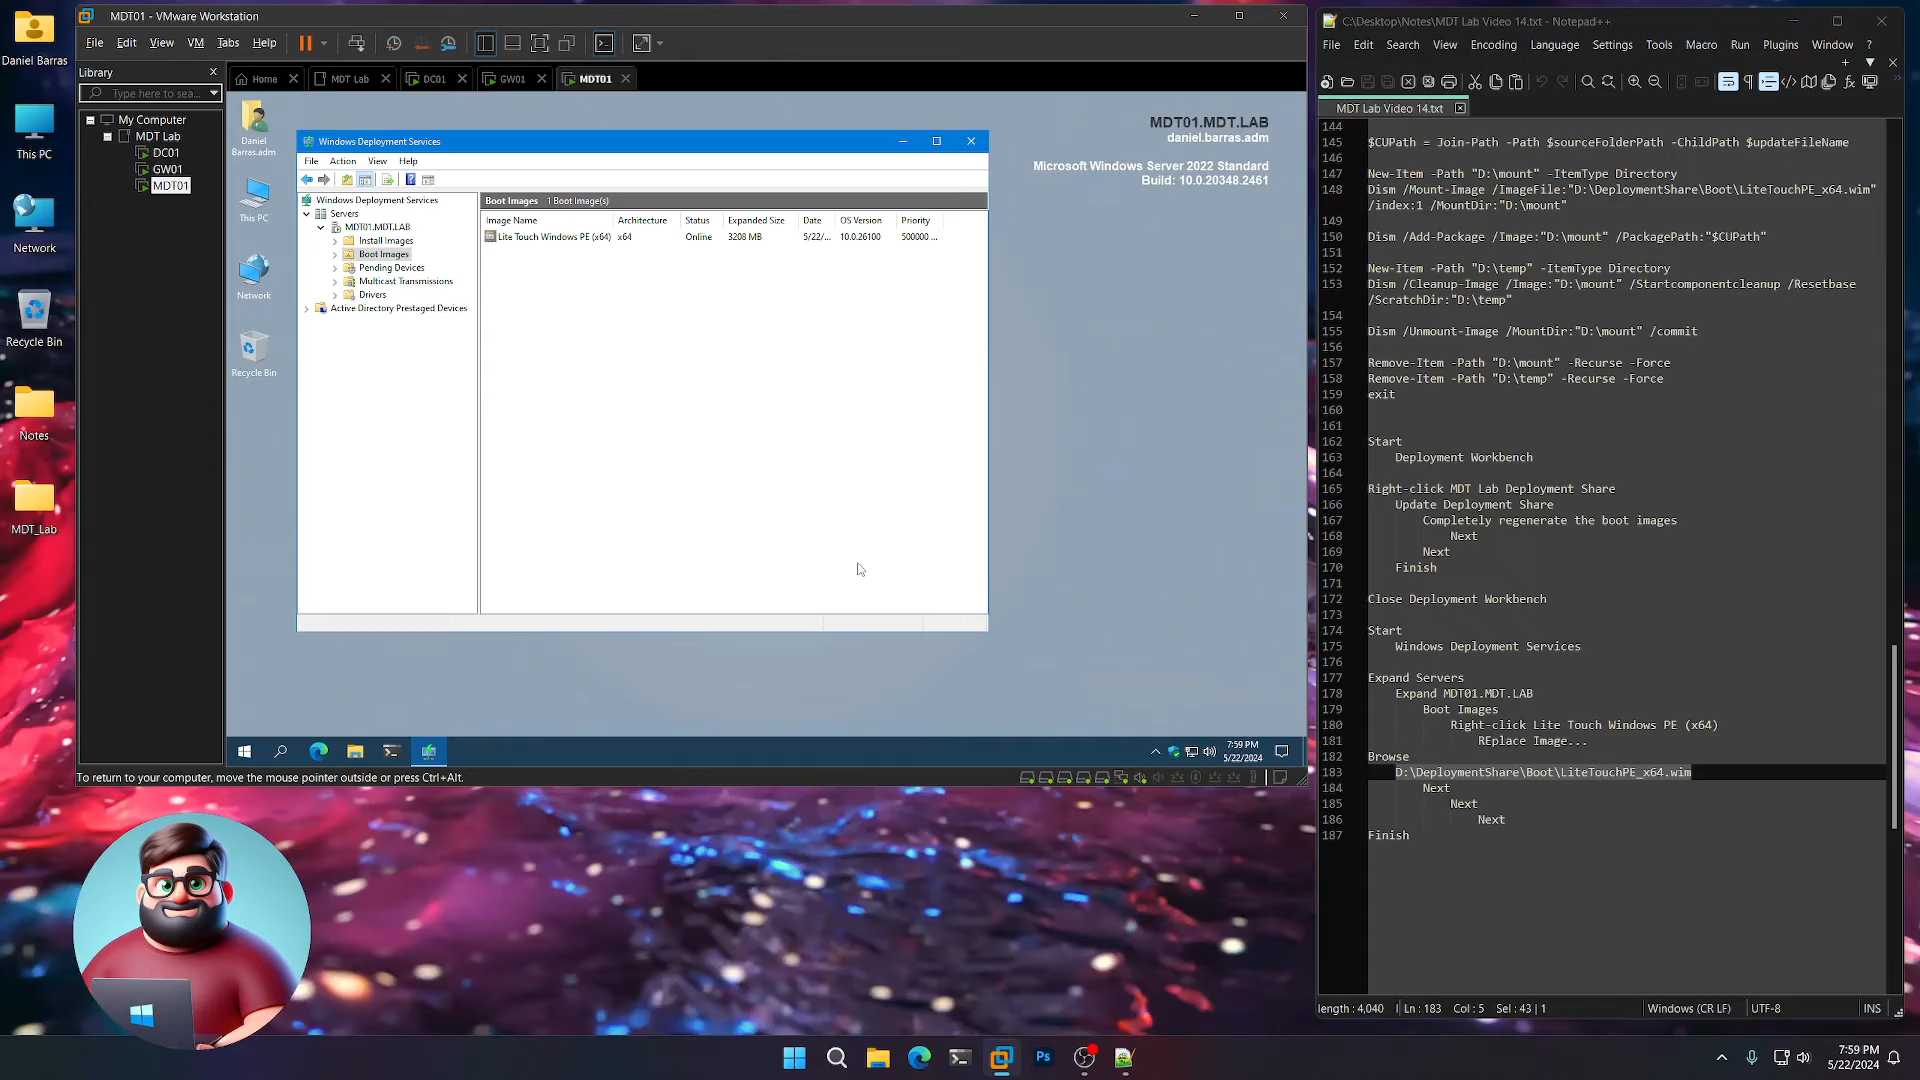 Daniel Barras
This PC
Network
Recycle Bin
Notes
MDT_Lab
MDT01 - VMware Workstation
File Edit View VM Tabs Help
Library
Type here to sea...
My Computer
MDT Lab
DC01
GW01
MDT01
Home
MDT Lab
DC01
GW01
MDT01
Daniel
Barras.adm
This PC
Network
Recycle Bin
MDT01.MDT.LAB
daniel.barras.adm
Microsoft Windows Server 2022 Standard
Build: 10.0.20348.2461
Windows Deployment Services
File Action View Help
Windows Deployment Services
Servers
MDT01.MDT.LAB
Install Images
Boot Images
Pending Devices
Multicast Transmissions
Drivers
Active Directory Prestaged Devices
Boot Images 1 Boot Image(s)
Image Name Architecture Status Expanded Size Date OS Version Priority
Lite Touch Windows PE (x64) x64 Online 3208 MB 5/22/... 10.0.26100 500000 ...
7:59 PM
5/22/2024
To return to your computer, move the mouse pointer outside or press Ctrl+Alt.
C:\Desktop\Notes\MDT Lab Video 14.txt - Notepad++
File Edit Search View Encoding Language Settings Tools Macro Run Plugins Window ?
MDT Lab Video 14.txt
144
145 $CUPath = Join-Path -Path $sourceFolderPath -ChildPath $updateFileName
146
147 New-Item -Path "D:\mount" -ItemType Directory
148 Dism /Mount-Image /ImageFile:"D:\DeploymentShare\Boot\LiteTouchPE_x64.wim"
/index:1 /MountDir:"D:\mount"
149
150 Dism /Add-Package /Image:"D:\mount" /PackagePath:"$CUPath"
151
152 New-Item -Path "D:\temp" -ItemType Directory
153 Dism /Cleanup-Image /Image:"D:\mount" /Startcomponentcleanup /Resetbase
/ScratchDir:"D:\temp"
154
155 Dism /Unmount-Image /MountDir:"D:\mount" /commit
156
157 Remove-Item -Path "D:\mount" -Recurse -Force
158 Remove-Item -Path "D:\temp" -Recurse -Force
159 exit
160
161
162 Start
163 Deployment Workbench
164
165 Right-click MDT Lab Deployment Share
166 Update Deployment Share
167 Completely regenerate the boot images
168 Next
169 Next
170 Finish
171
172 Close Deployment Workbench
173
174 Start
175 Windows Deployment Services
176
177 Expand Servers
178 Expand MDT01.MDT.LAB
179 Boot Images
180 Right-click Lite Touch Windows PE (x64)
181 REplace Image...
182 Browse
183 D:\DeploymentShare\Boot\LiteTouchPE_x64.wim
184 Next
185 Next
186 Next
187 Finish
length : 4,040 l Ln : 183 Col : 5 Sel : 43 | 1 Windows (CR LF) UTF-8 INS
Ps
7:59 PM
5/22/2024